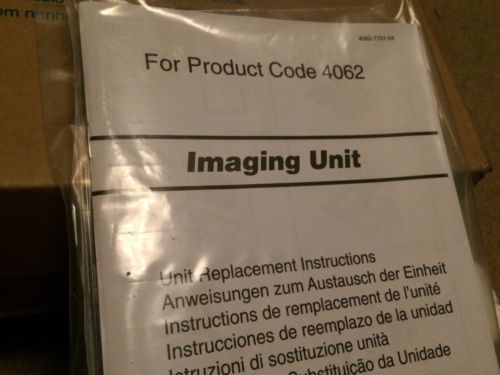 4062-7701-04
For Product Code 4062
Imaging Unit
Unit Replacement Instructions
Anweisungen zum Austausch der Einheit
Instructions de remplacement de l'unité
Instrucciones de reemplazo de la unidad
Istruzioni di sostituzione unità
Substituição da Unidade